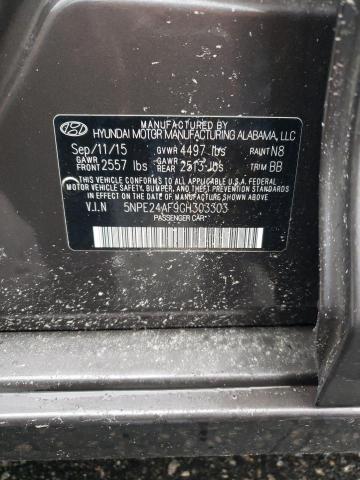 MANUFACTURED BY
HYUNDAI MOTOR MANUFACTURING ALABAMA, LLC
Sep/11/15 GVWR 4497 lbs PAINT N8
GAWR FRONT 2557 lbs GAWR REAR 2513 lbs TRIM BB
THIS VEHICLE CONFORMS TO ALL APPLICABLE U.S. FEDERAL
MOTOR VEHICLE SAFETY, BUMPER, AND THEFT PREVENTION
STANDARDS IN EFFECT ON THE DATE OF MANUFACTURE SHOWN ABOVE
V.I.N 5NPE24AF9GH303303
PASSENGER CAR